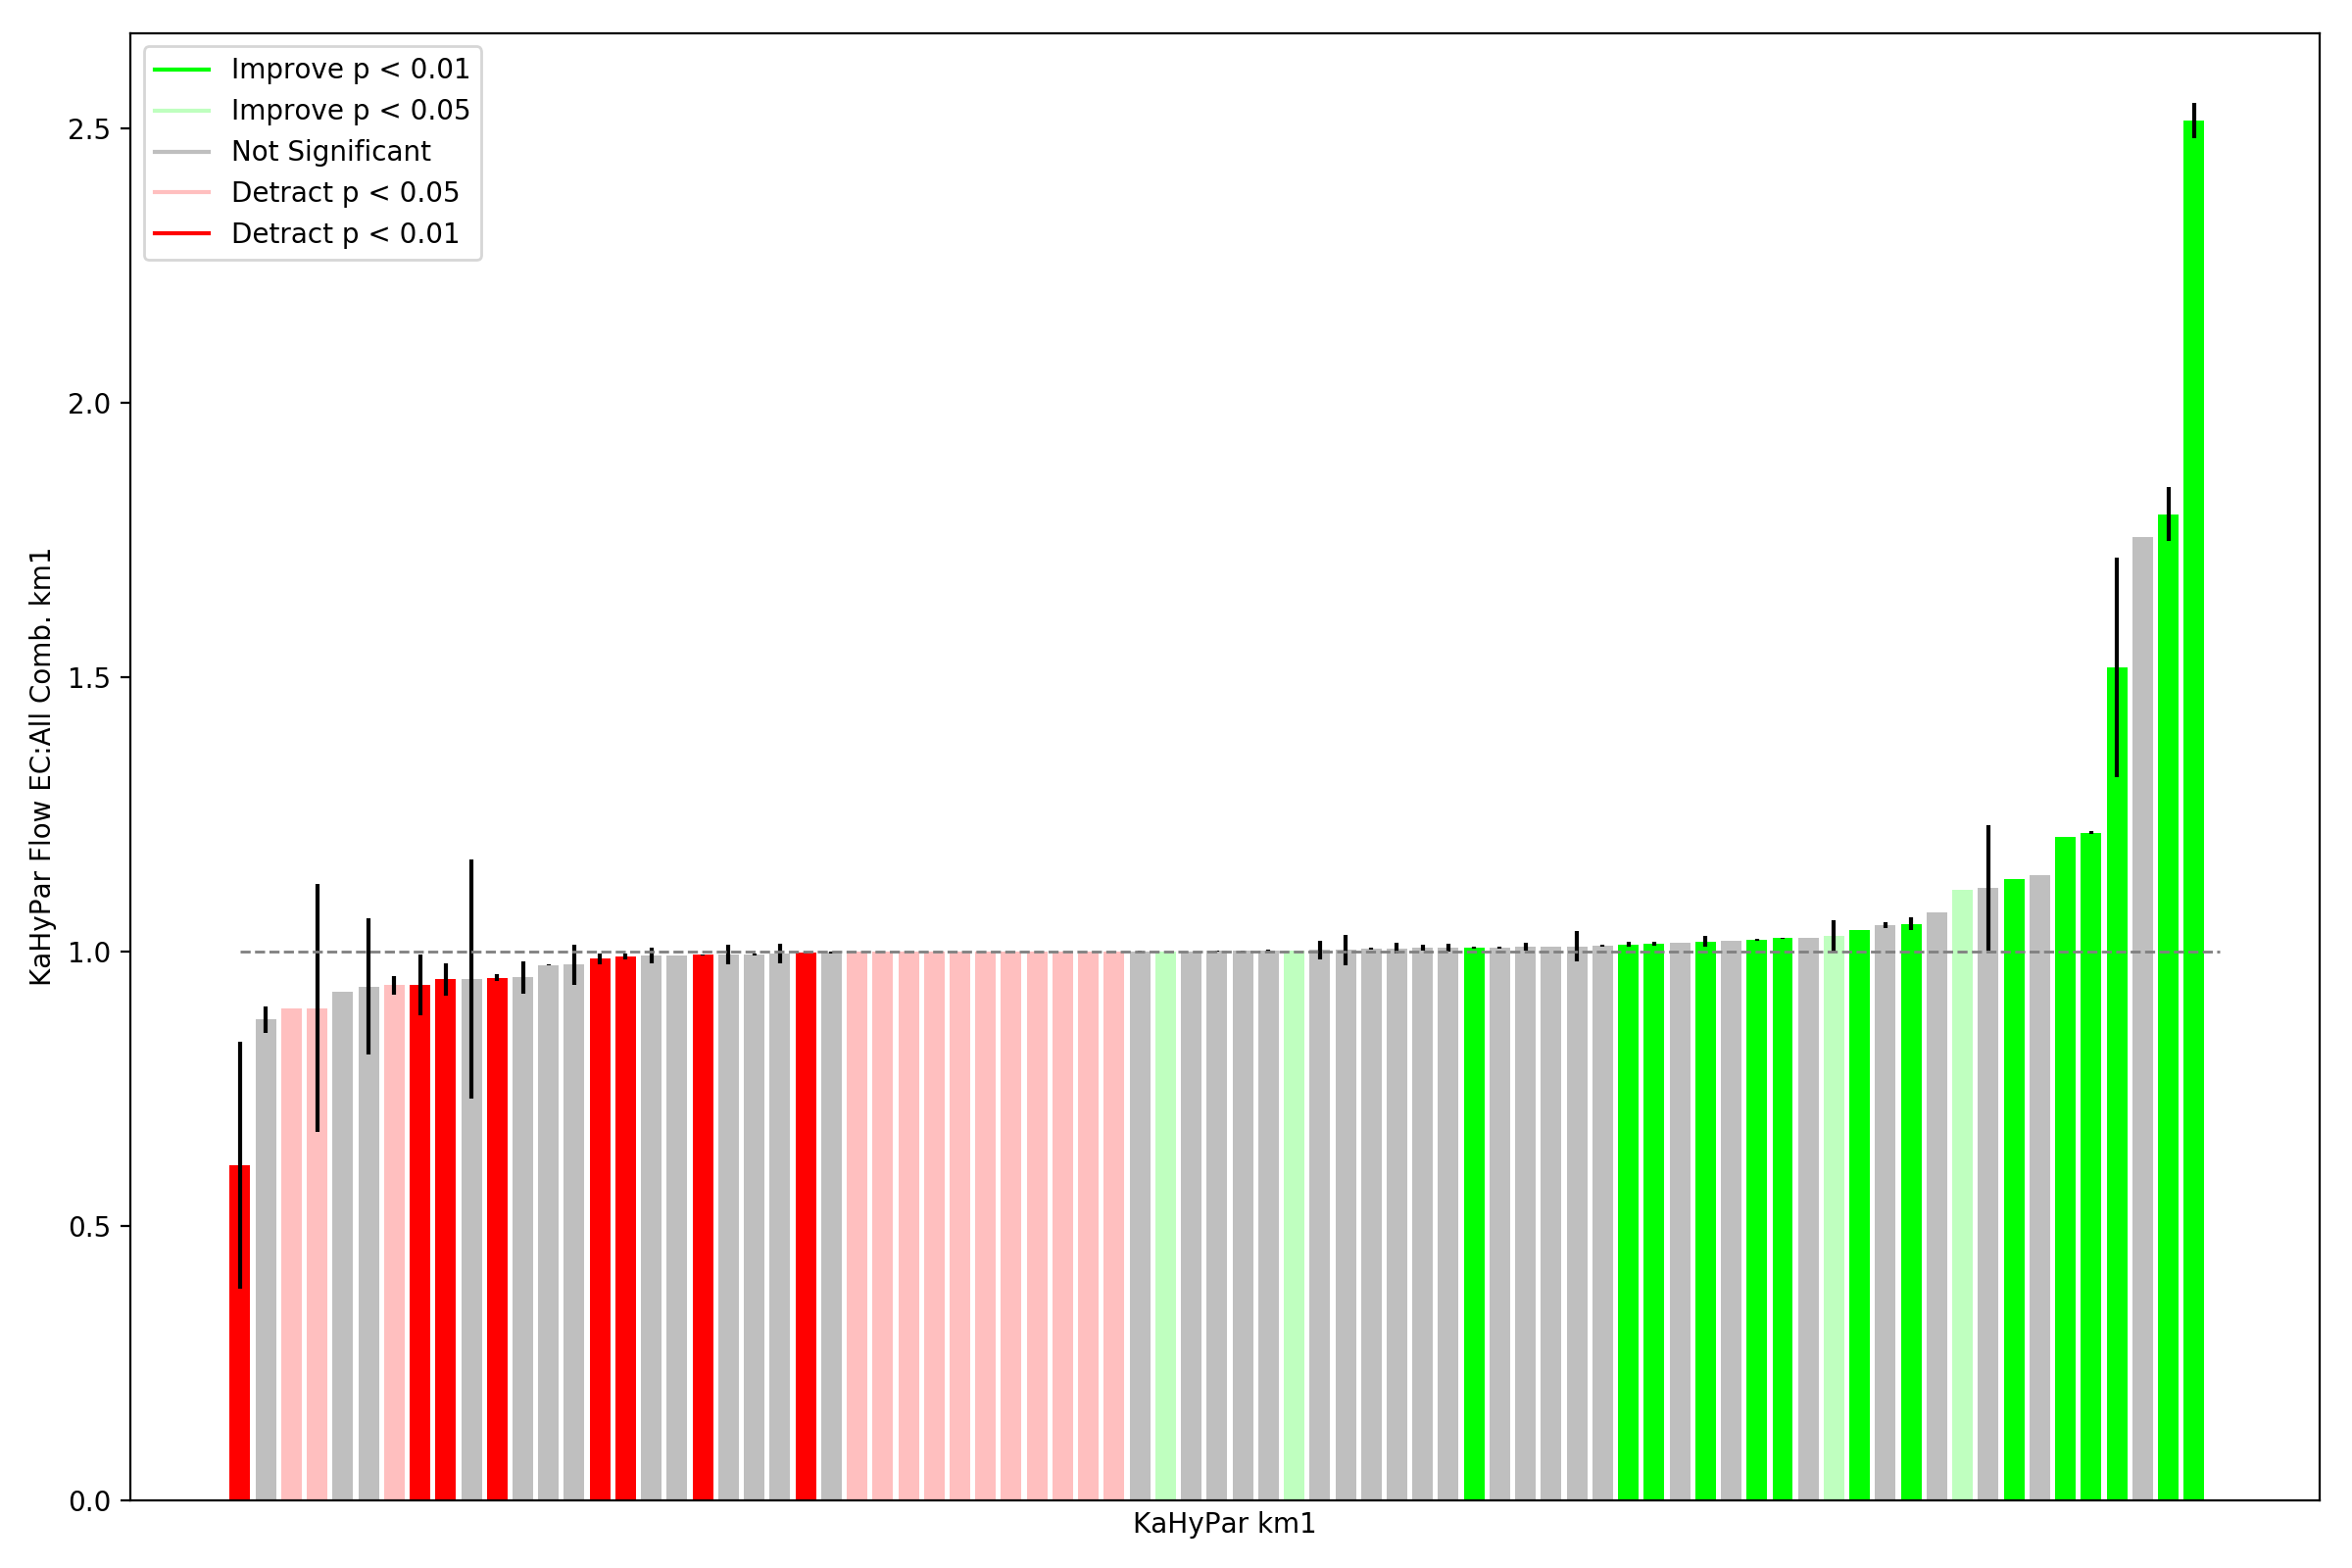 Improve p < 0.01
Improve p < 0.05
Not Significant
Detract p < 0.05
Detract p < 0.01
2.5
2.0
1.5
1.0
0.5
0.0
KaHyPar Flow EC:All Comb. km1
KaHyPar km1